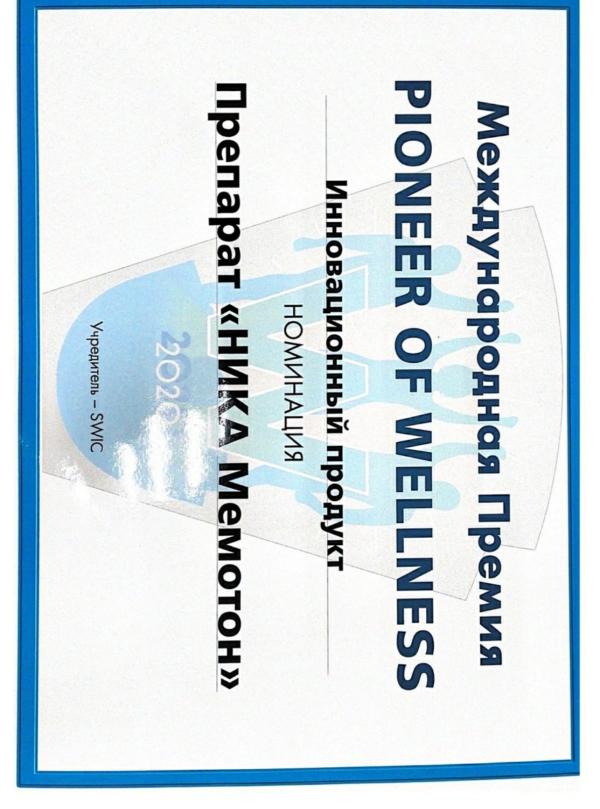 Международная Премия
PIONEER OF WELLNESS
Инновационный продукт
НОМИНАЦИЯ
Препарат «НИКА Мемотон»
2020
Учредитель – SWIC